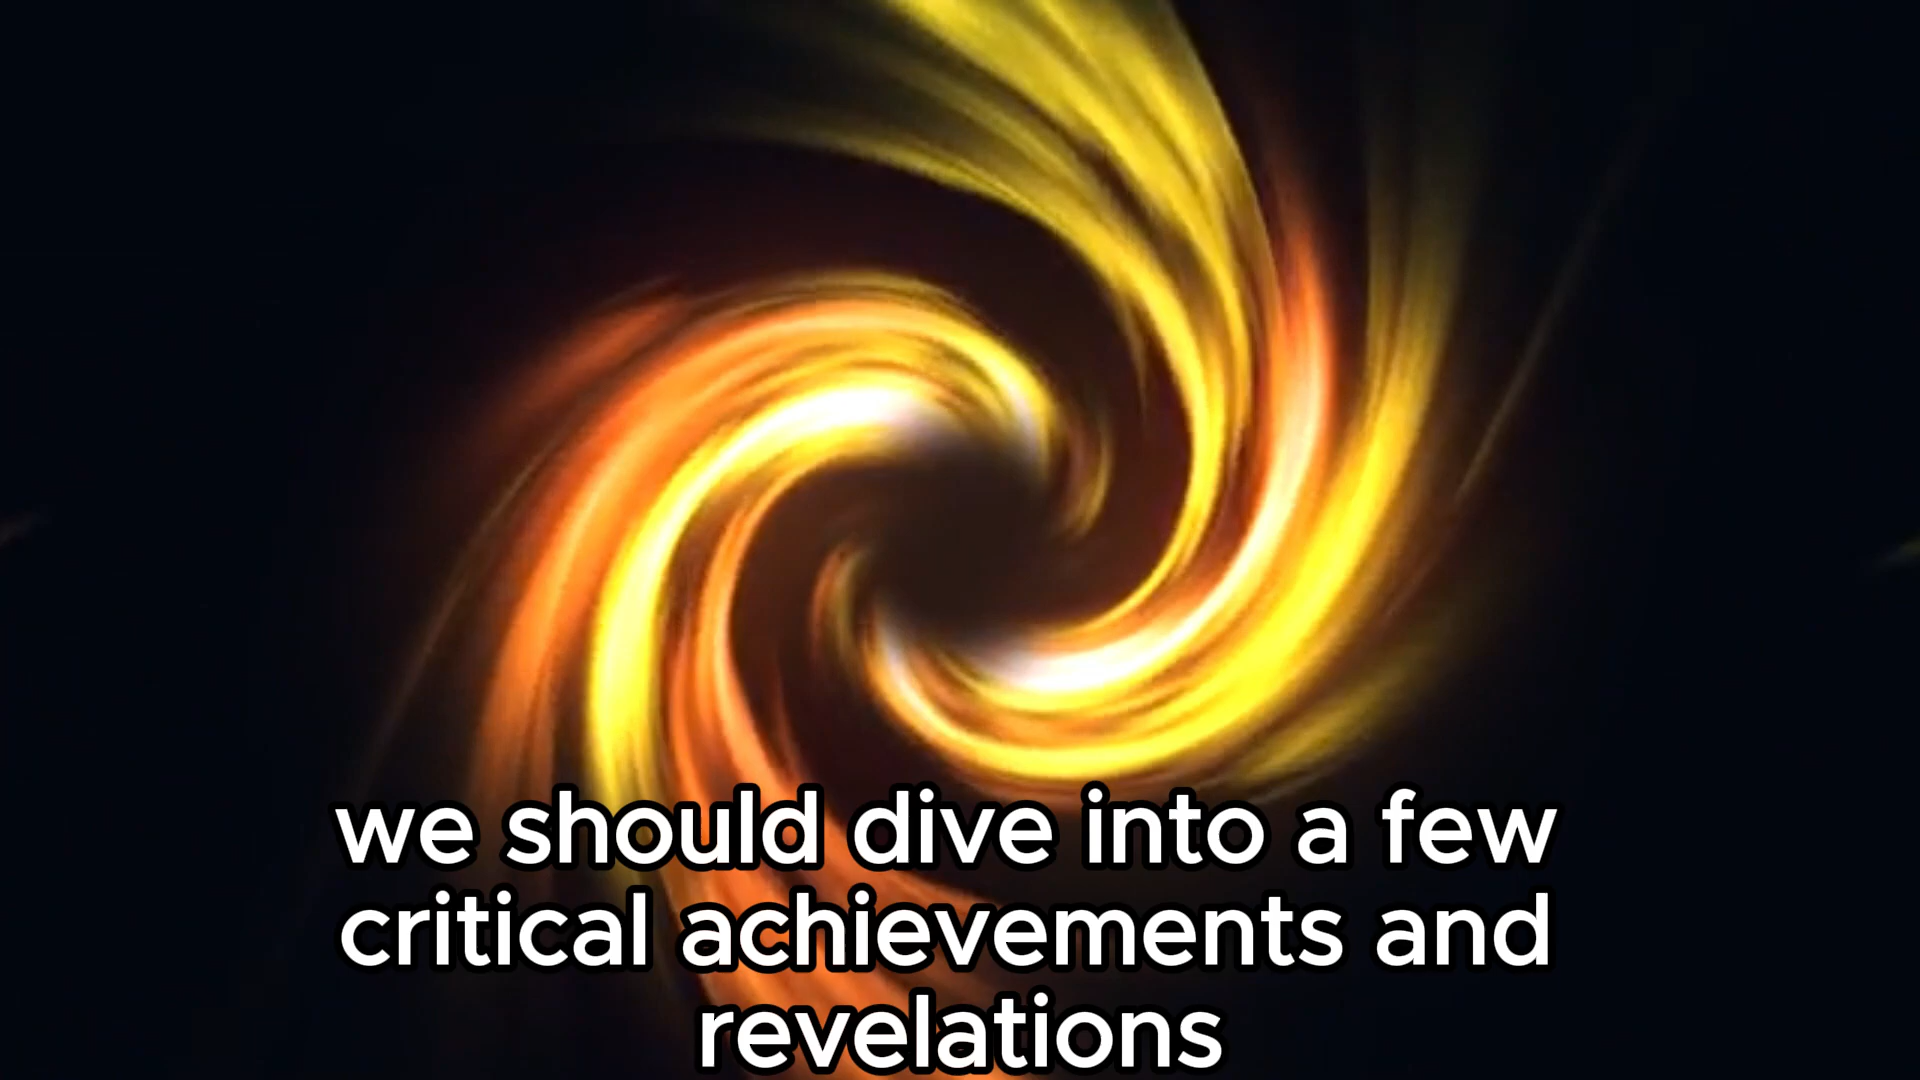 we should dive into a few
critical achievements and
revelations